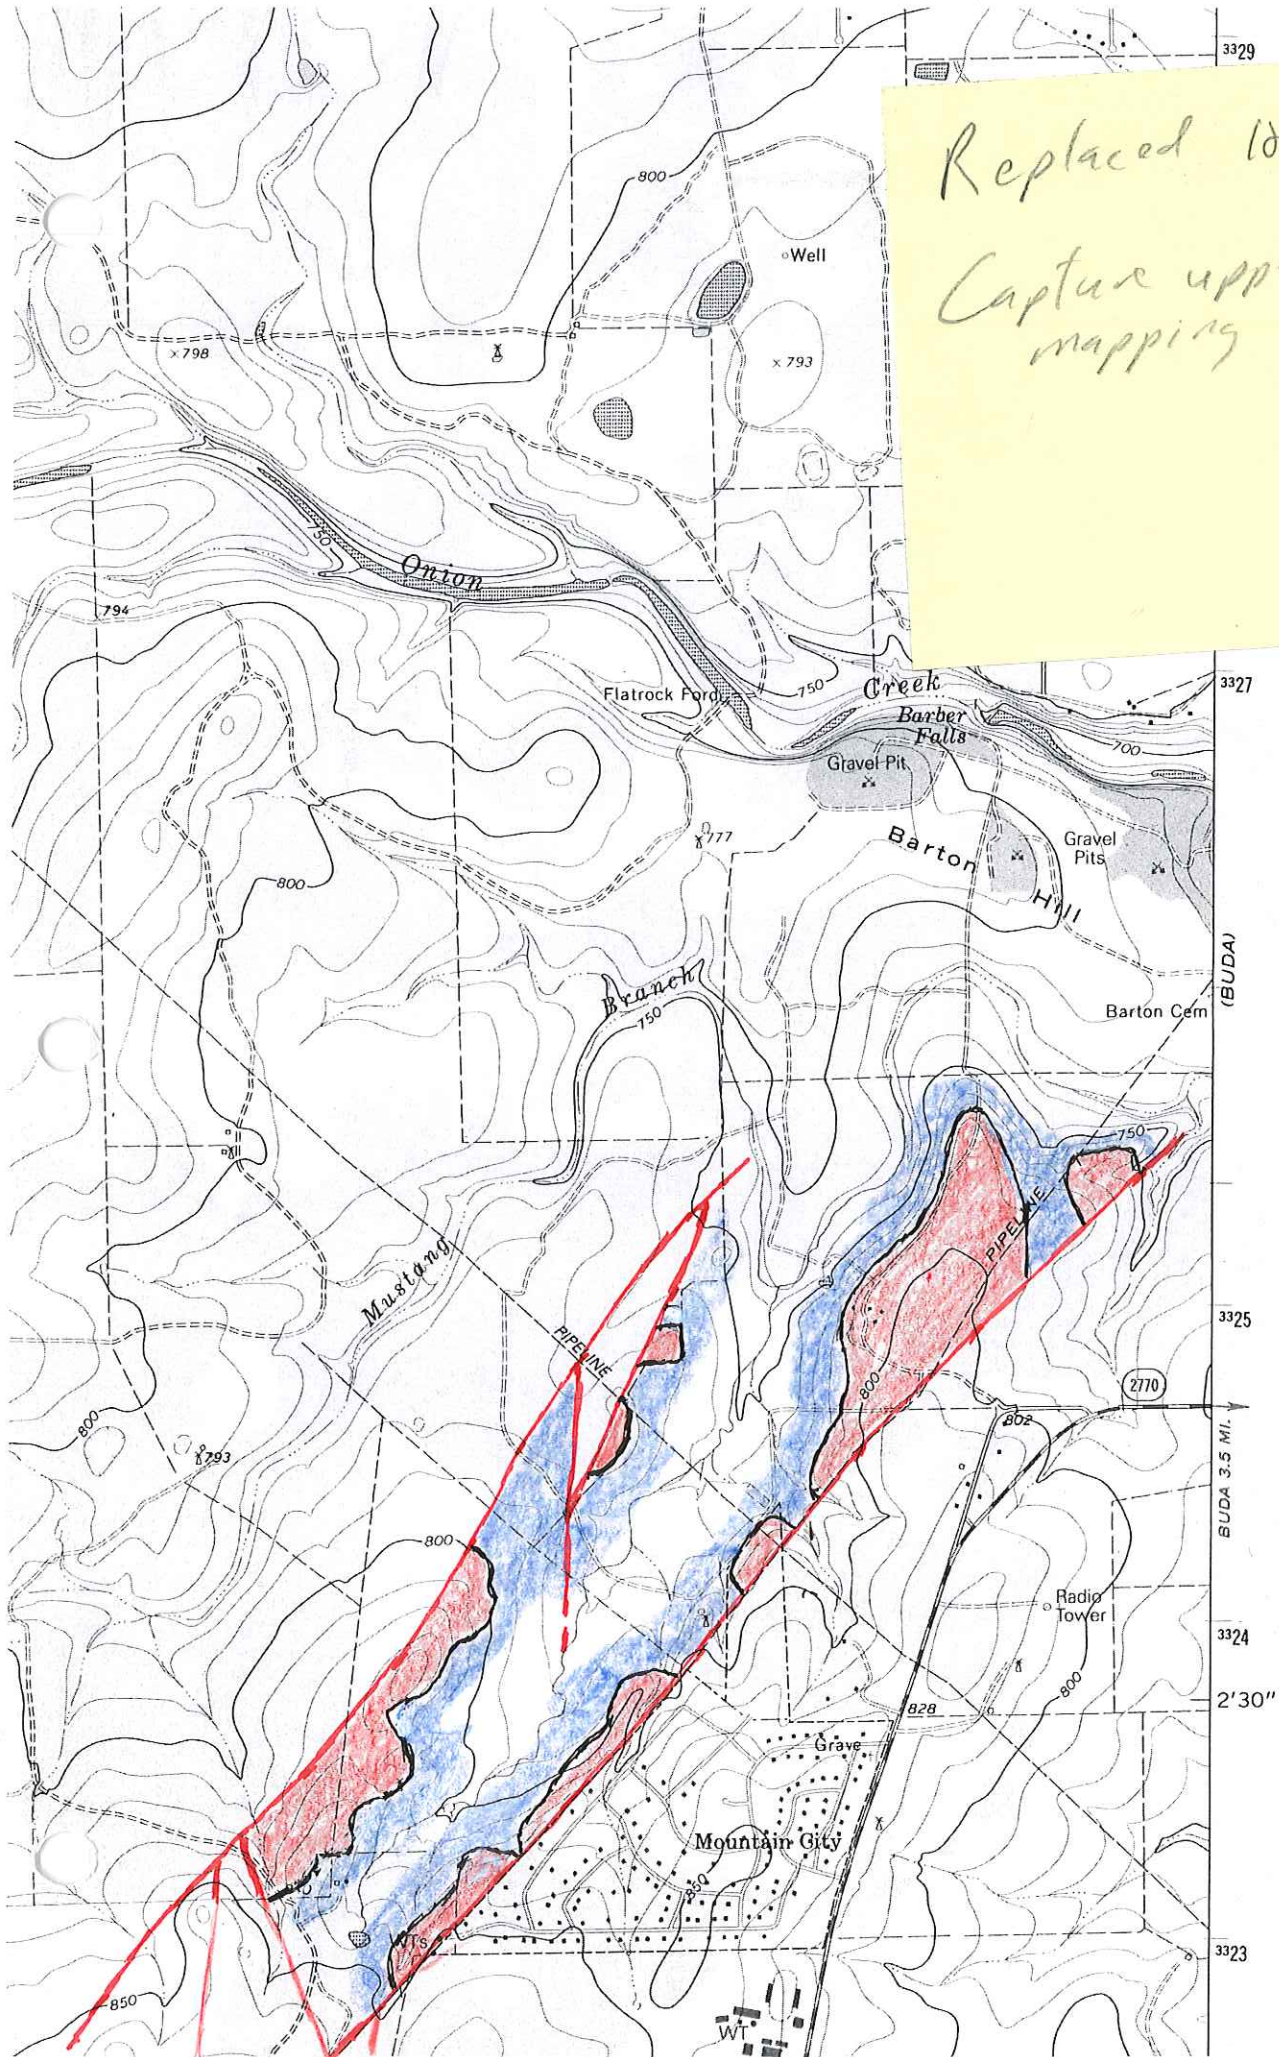 3329
Replaced
Capture
mapping
800
Well
798
793
750
Onion
794
Flatrock Ford
750
Creek
3327
Barber
Falls
700
Gravel Pit
777
Barton
Hill
Gravel
Pits
800
(BUDA)
Branch
750
Barton Cem
750
PIPELINE
Mustang
PIPELINE
3325
2770
800
800
802
793
BUDA 3.5 MI.
800
Radio
Tower
3324
800
2'30"
828
Grave
Mountain City
850
WTs
3323
850
WT